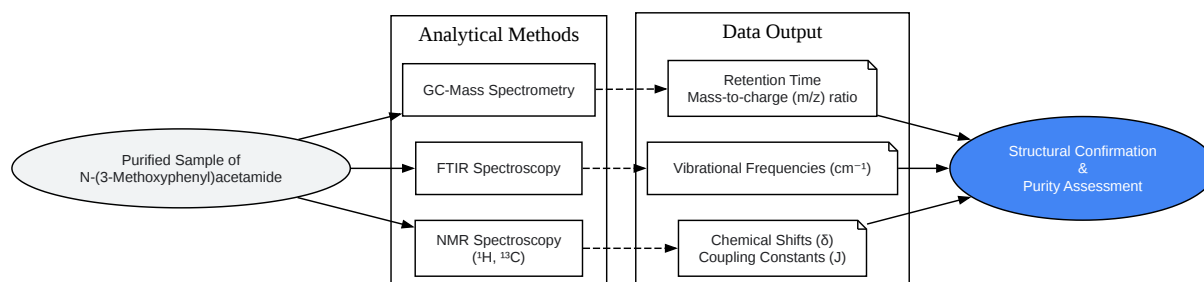 Analytical Methods
Data Output
GC-Mass Spectrometry
Retention Time
Mass-to-charge (m/z) ratio
Purified Sample of
N-(3-Methoxyphenyl)acetamide
FTIR Spectroscopy
Vibrational Frequencies (cm⁻¹)
Structural Confirmation
&
Purity Assessment
NMR Spectroscopy
(¹H, ¹³C)
Chemical Shifts (δ)
Coupling Constants (J)